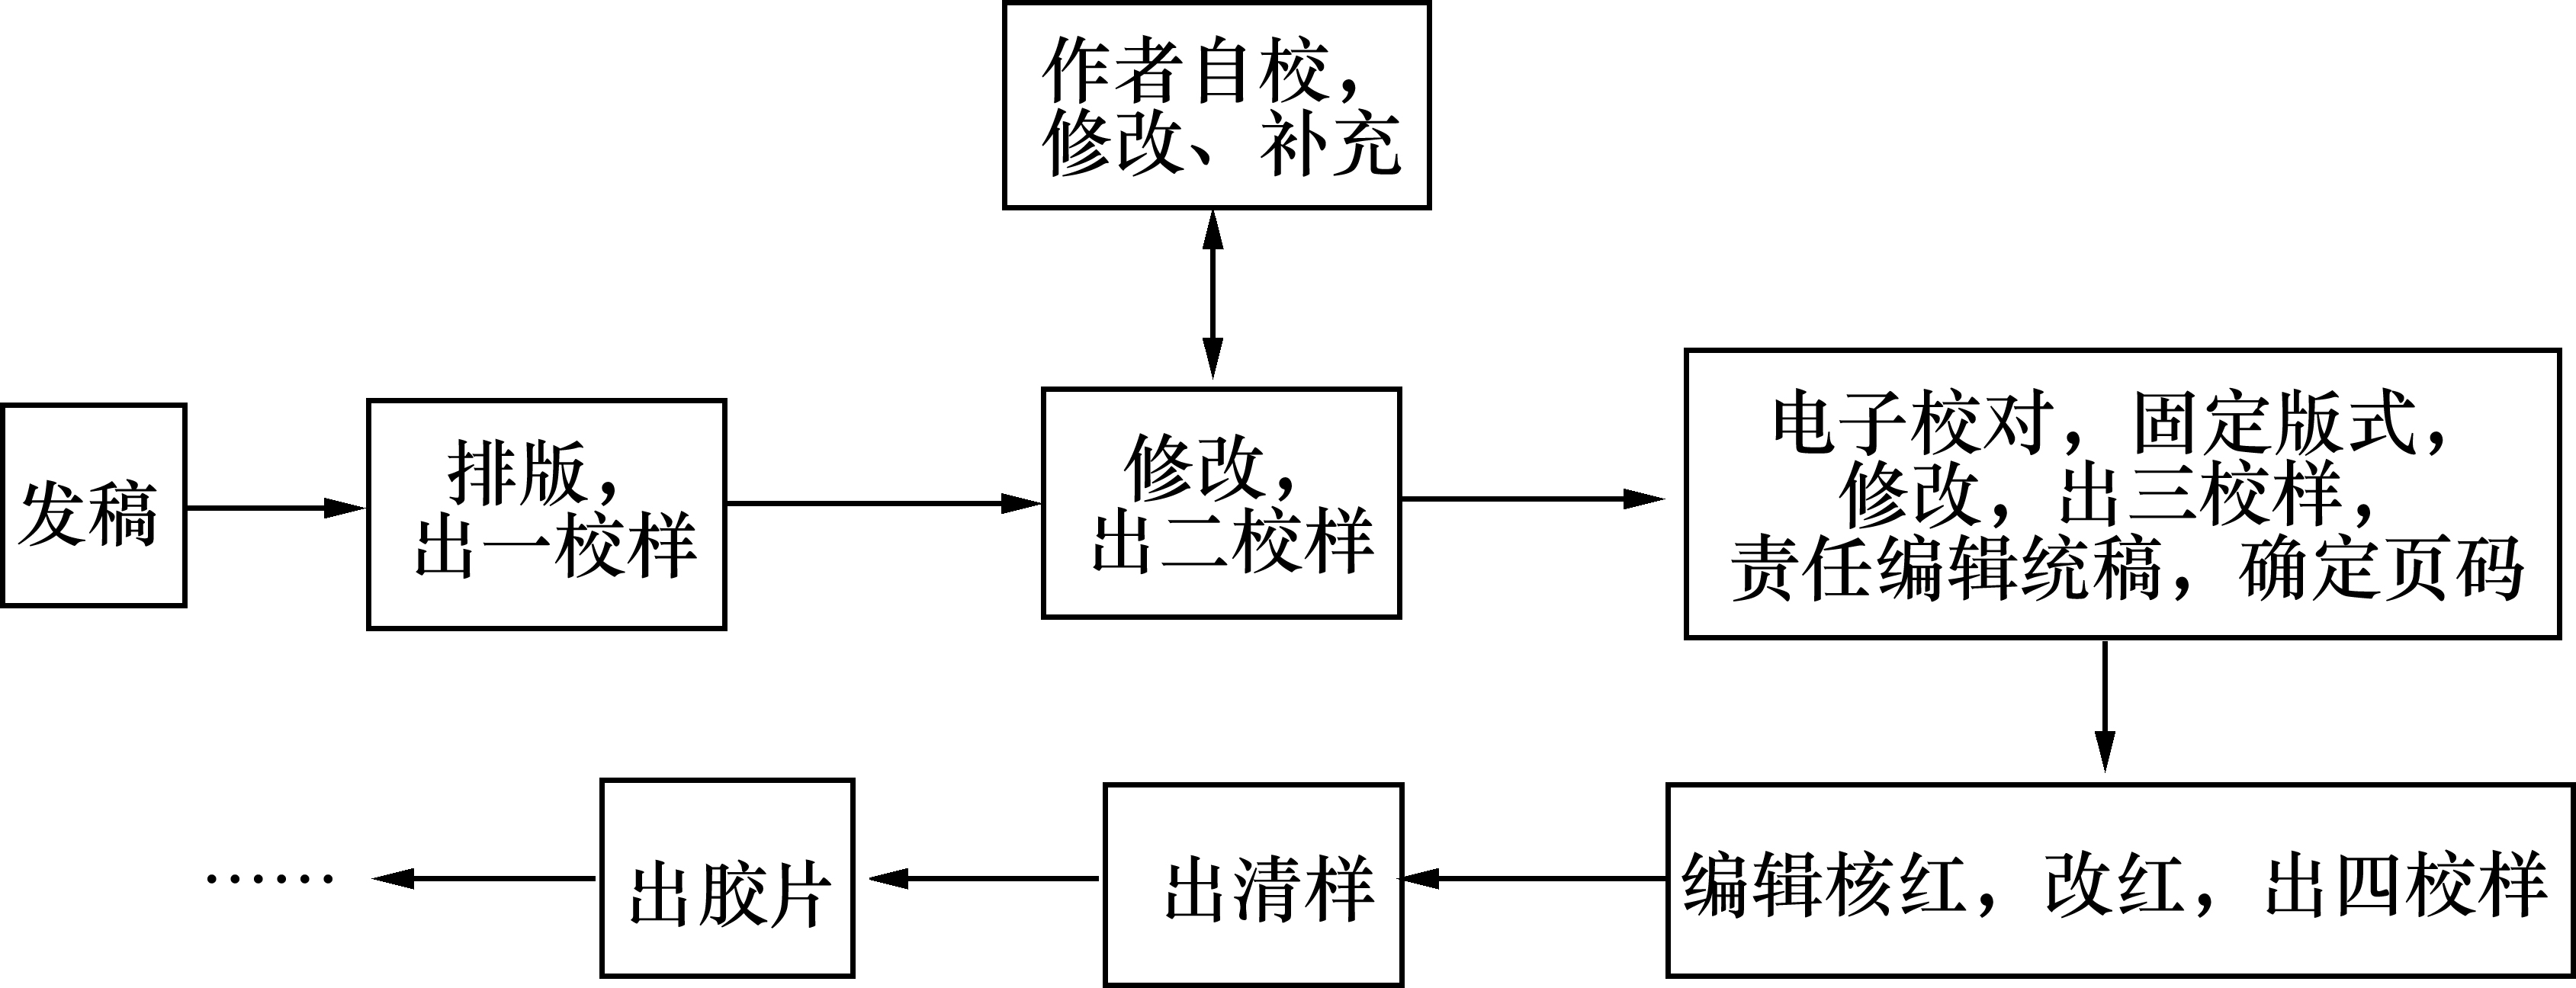 作者自校，
修改、补充
发稿
排版，
出一校样
修改，
出二校样
电子校对，固定版式，
修改，出三校样，
责任编辑统稿，确定页码
编辑核红，改红，出四校样
出清样
出胶片
……